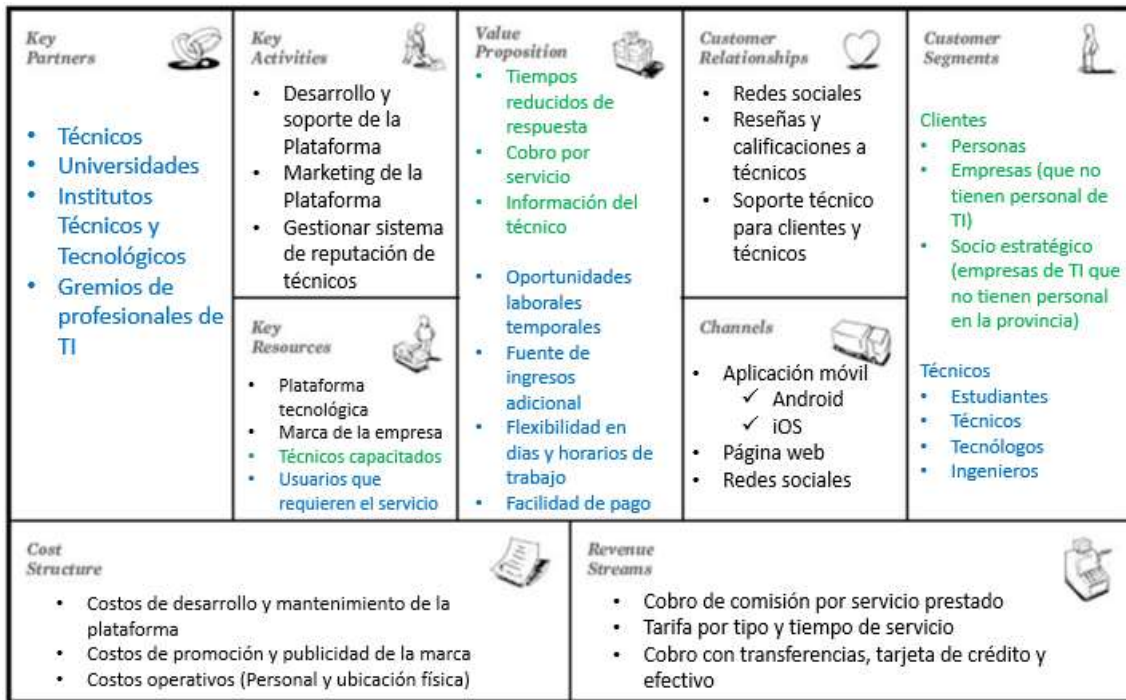 Key
Partners
• Técnicos
• Universidades
• Institutos
Técnicos y
Tecnológicos
• Gremios de
profesionales de
TI
Key
Activities
• Desarrollo y
soporte de la
Plataforma
• Marketing de la
Plataforma
• Gestionar sistema
de reputación de
técnicos
Key
Resources
• Plataforma
tecnológica
• Marca de la empresa
• Técnicos capacitados
• Usuarios que
requieren el servicio
Value
Proposition
• Tiempos
reducidos de
respuesta
• Cobro por
servicio
• Información del
técnico
• Oportunidades
laborales
temporales
• Fuente de
ingresos
adicional
• Flexibilidad en
dias y horarios de
trabajo
• Facilidad de pago
Customer
Relationships
• Redes sociales
• Reseñas y
calificaciones a
técnicos
• Soporte técnico
para clientes y
técnicos
Channels
• Aplicación móvil
✓ Android
✓ iOS
• Página web
• Redes sociales
Customer
Segments
Clientes
• Personas
• Empresas (que no
tienen personal de
TI)
• Socio estratégico
(empresas de TI que
no tienen personal
en la provincia)
Técnicos
• Estudiantes
• Técnicos
• Tecnólogos
• Ingenieros
Cost
Structure
• Costos de desarrollo y mantenimiento de la
plataforma
• Costos de promoción y publicidad de la marca
• Costos operativos (Personal y ubicación física)
Revenue
Streams
• Cobro de comisión por servicio prestado
• Tarifa por tipo y tiempo de servicio
• Cobro con transferencias, tarjeta de crédito y
efectivo